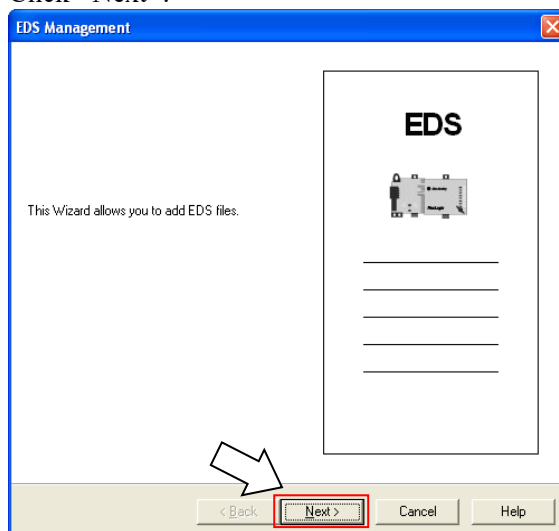 Click "Next".
EDS Management
EDS
This Wizard allows you to add EDS files.
< Back
Next >
Cancel
Help